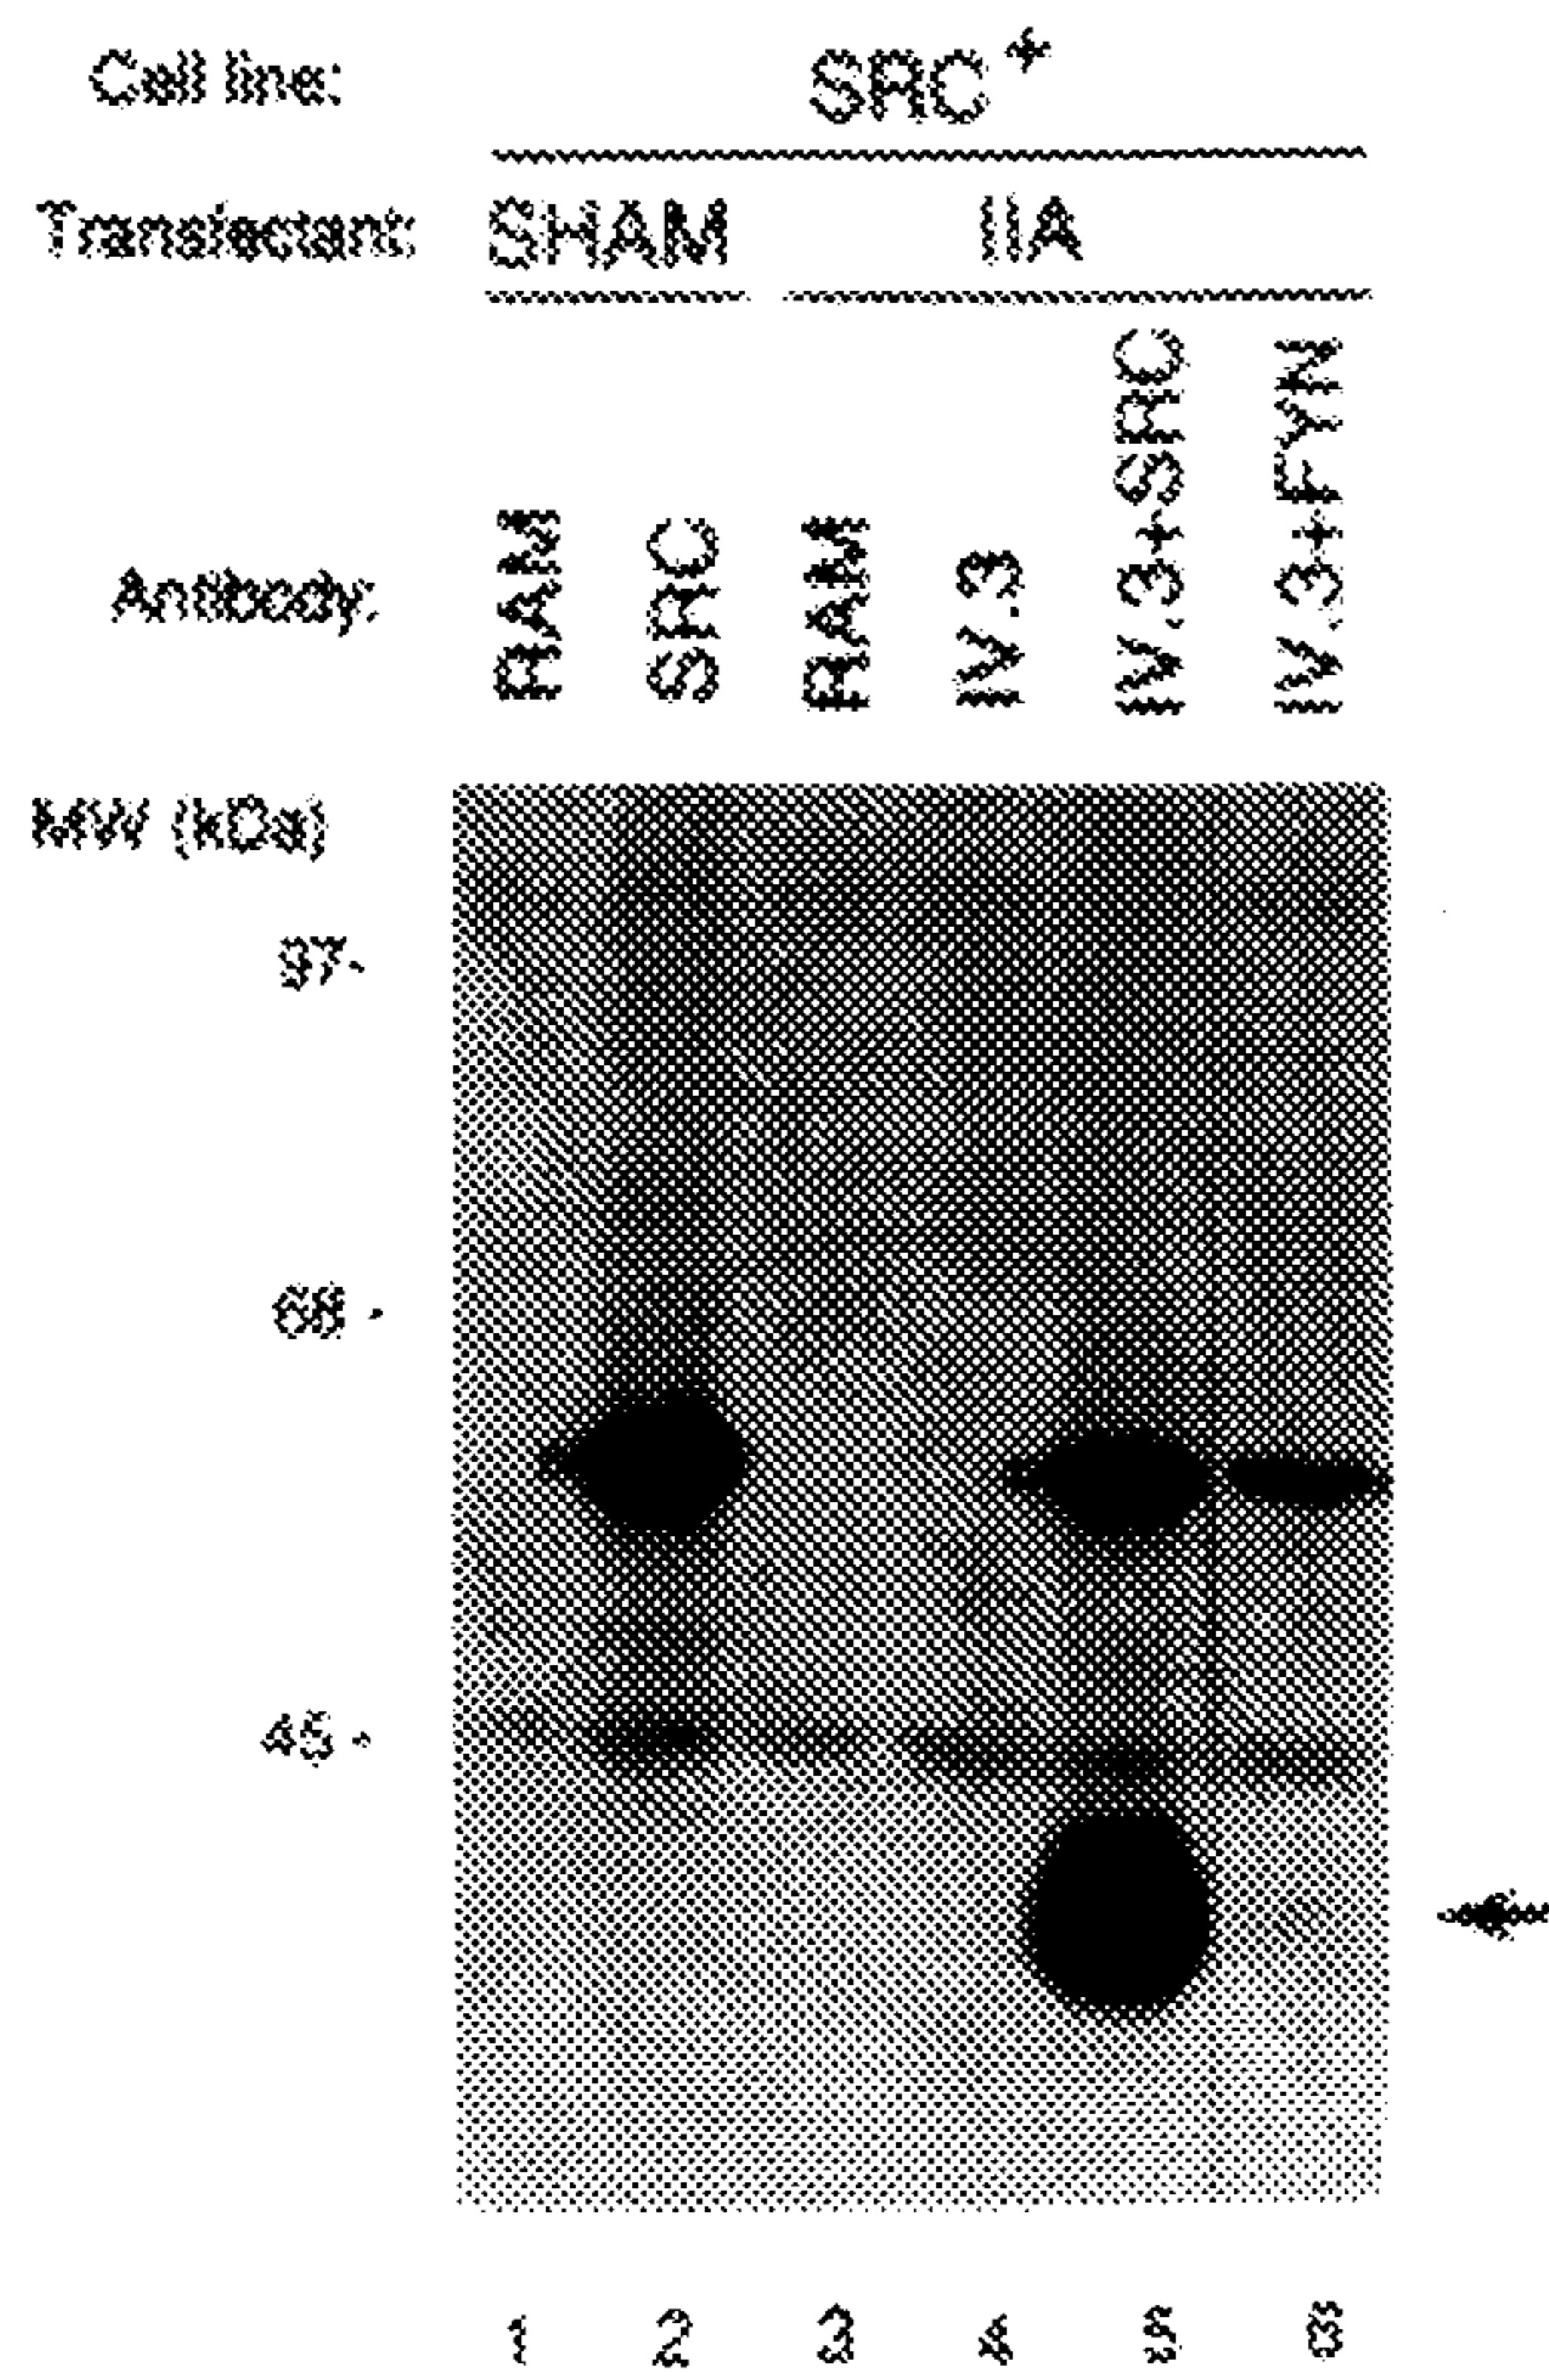 Cell line: SRC+
Transfectant: SHAM IIA
Antibody: RAM SRC RAM IV.3 IV.3+SRC IV.3+FYN
MW (kDa)
97-
68 -
45 -
1 2 3 4 5 6